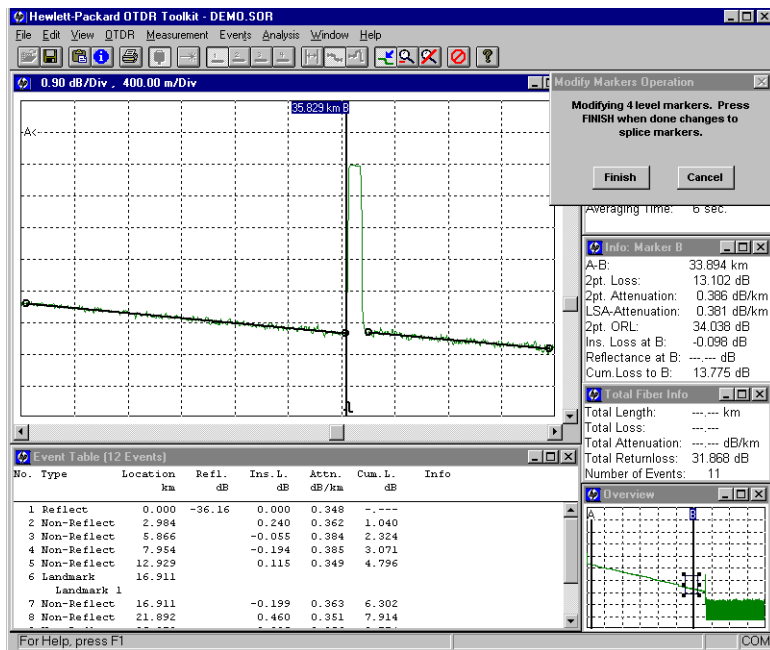 Hewlett-Packard OTDR Toolkit - DEMO.SOR
File Edit View OTDR Measurement Events Analysis Window Help
0.90 dB/Div , 400.00 m/Div
35.829 km B
A<
Modify Markers Operation
Modifying 4 level markers. Press
FINISH when done changes to
splice markers.
Finish Cancel
Averaging Time: 6 sec.
Info: Marker B
A-B: 33.894 km
2pt. Loss: 13.102 dB
2pt. Attenuation: 0.386 dB/km
LSA-Attenuation: 0.381 dB/km
2pt. ORL: 34.038 dB
Ins. Loss at B: -0.098 dB
Reflectance at B: ---.--- dB
Cum.Loss to B: 13.775 dB
Total Fiber Info
Total Length: ---.--- km
Total Loss: ---.--- dB
Total Attenuation: ---.--- dB/km
Total Returnloss: 31.868 dB
Number of Events: 11
Overview
A B
Event Table (12 Events)
No. Type Location Refl. Ins.L. Attn. Cum.L. Info
km dB dB dB/km dB
1 Reflect 0.000 -36.16 0.000 0.348 -.---
2 Non-Reflect 2.984 0.240 0.362 1.040
3 Non-Reflect 5.866 -0.055 0.384 2.324
4 Non-Reflect 7.954 -0.194 0.385 3.071
5 Non-Reflect 12.929 0.115 0.349 4.796
6 Landmark 16.911
Landmark 1
7 Non-Reflect 16.911 -0.199 0.363 6.302
8 Non-Reflect 21.892 0.460 0.351 7.914
For Help, press F1
COM